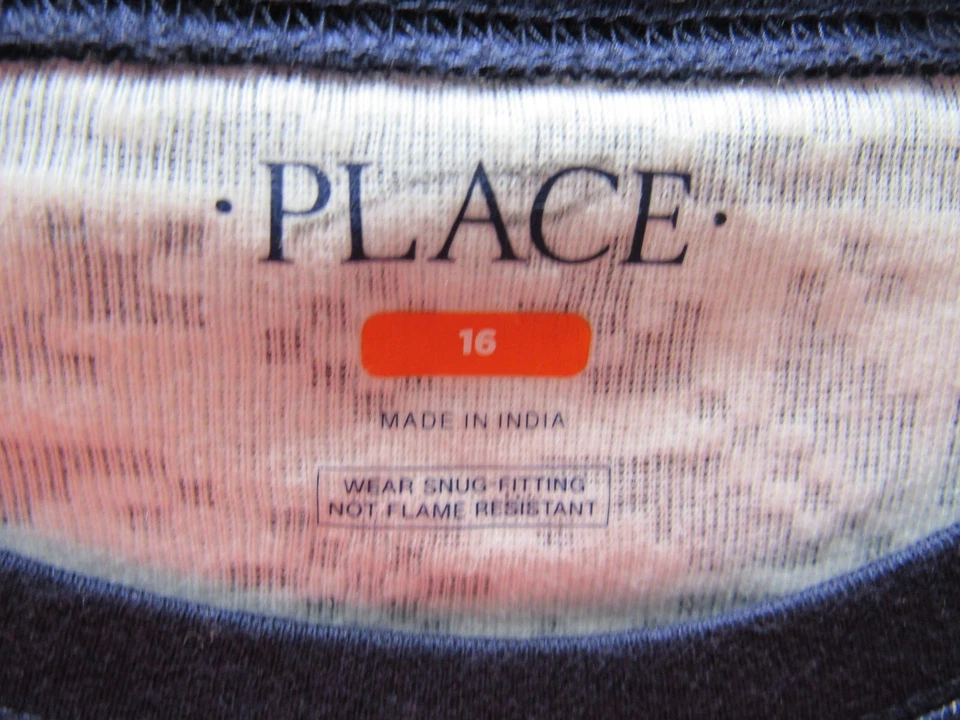 ·PLACE·
16
MADE IN INDIA
WEAR SNUG-FITTING
NOT FLAME RESISTANT